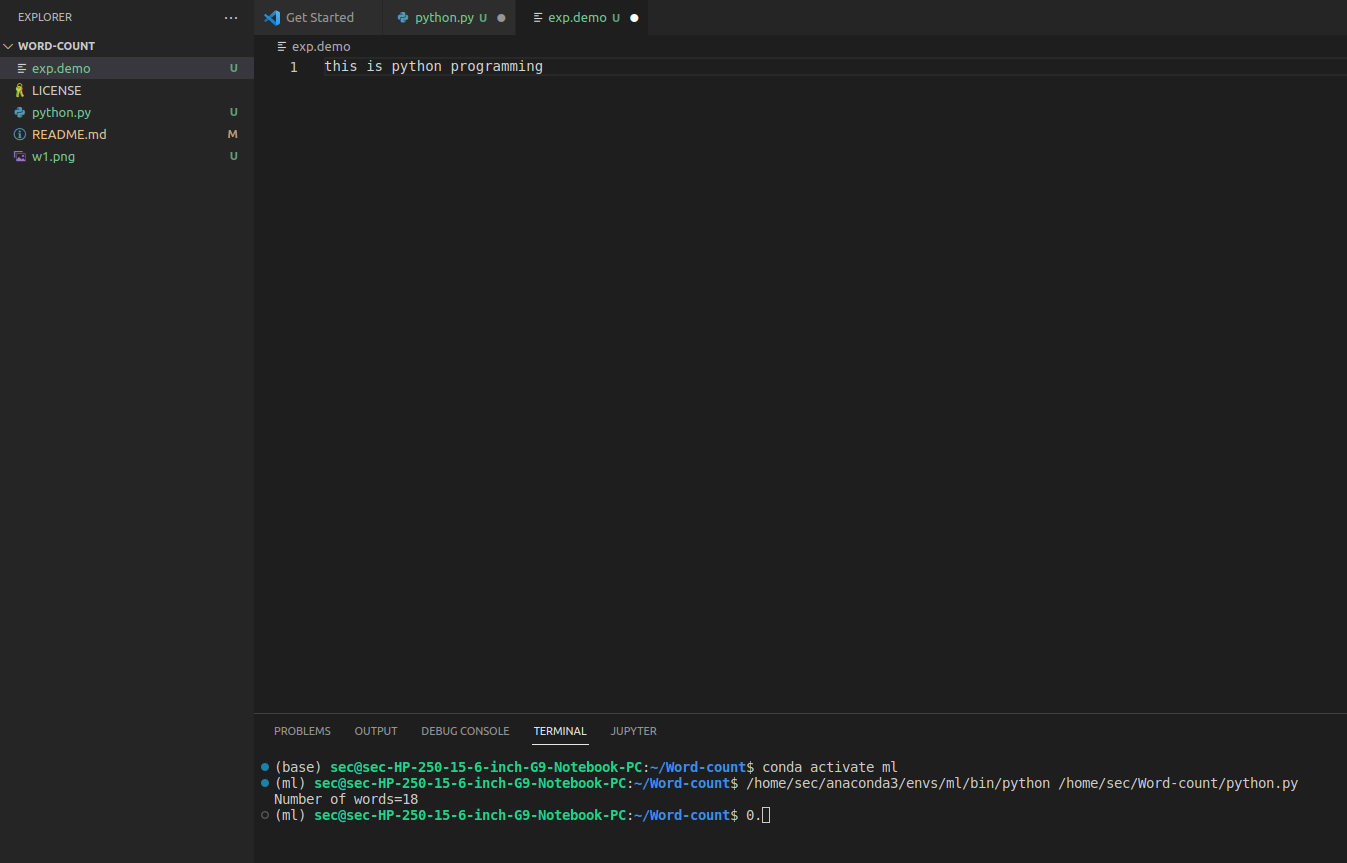 EXPLORER ...
WORD-COUNT
exp.demo U
LICENSE
python.py U
README.md M
w1.png U
Get Started python.py U exp.demo U
exp.demo
1 this is python programming
PROBLEMS OUTPUT DEBUG CONSOLE TERMINAL JUPYTER
(base) sec@sec-HP-250-15-6-inch-G9-Notebook-PC:~/Word-count$ conda activate ml
(ml) sec@sec-HP-250-15-6-inch-G9-Notebook-PC:~/Word-count$ /home/sec/anaconda3/envs/ml/bin/python /home/sec/Word-count/python.py
Number of words=18
(ml) sec@sec-HP-250-15-6-inch-G9-Notebook-PC:~/Word-count$ 0.